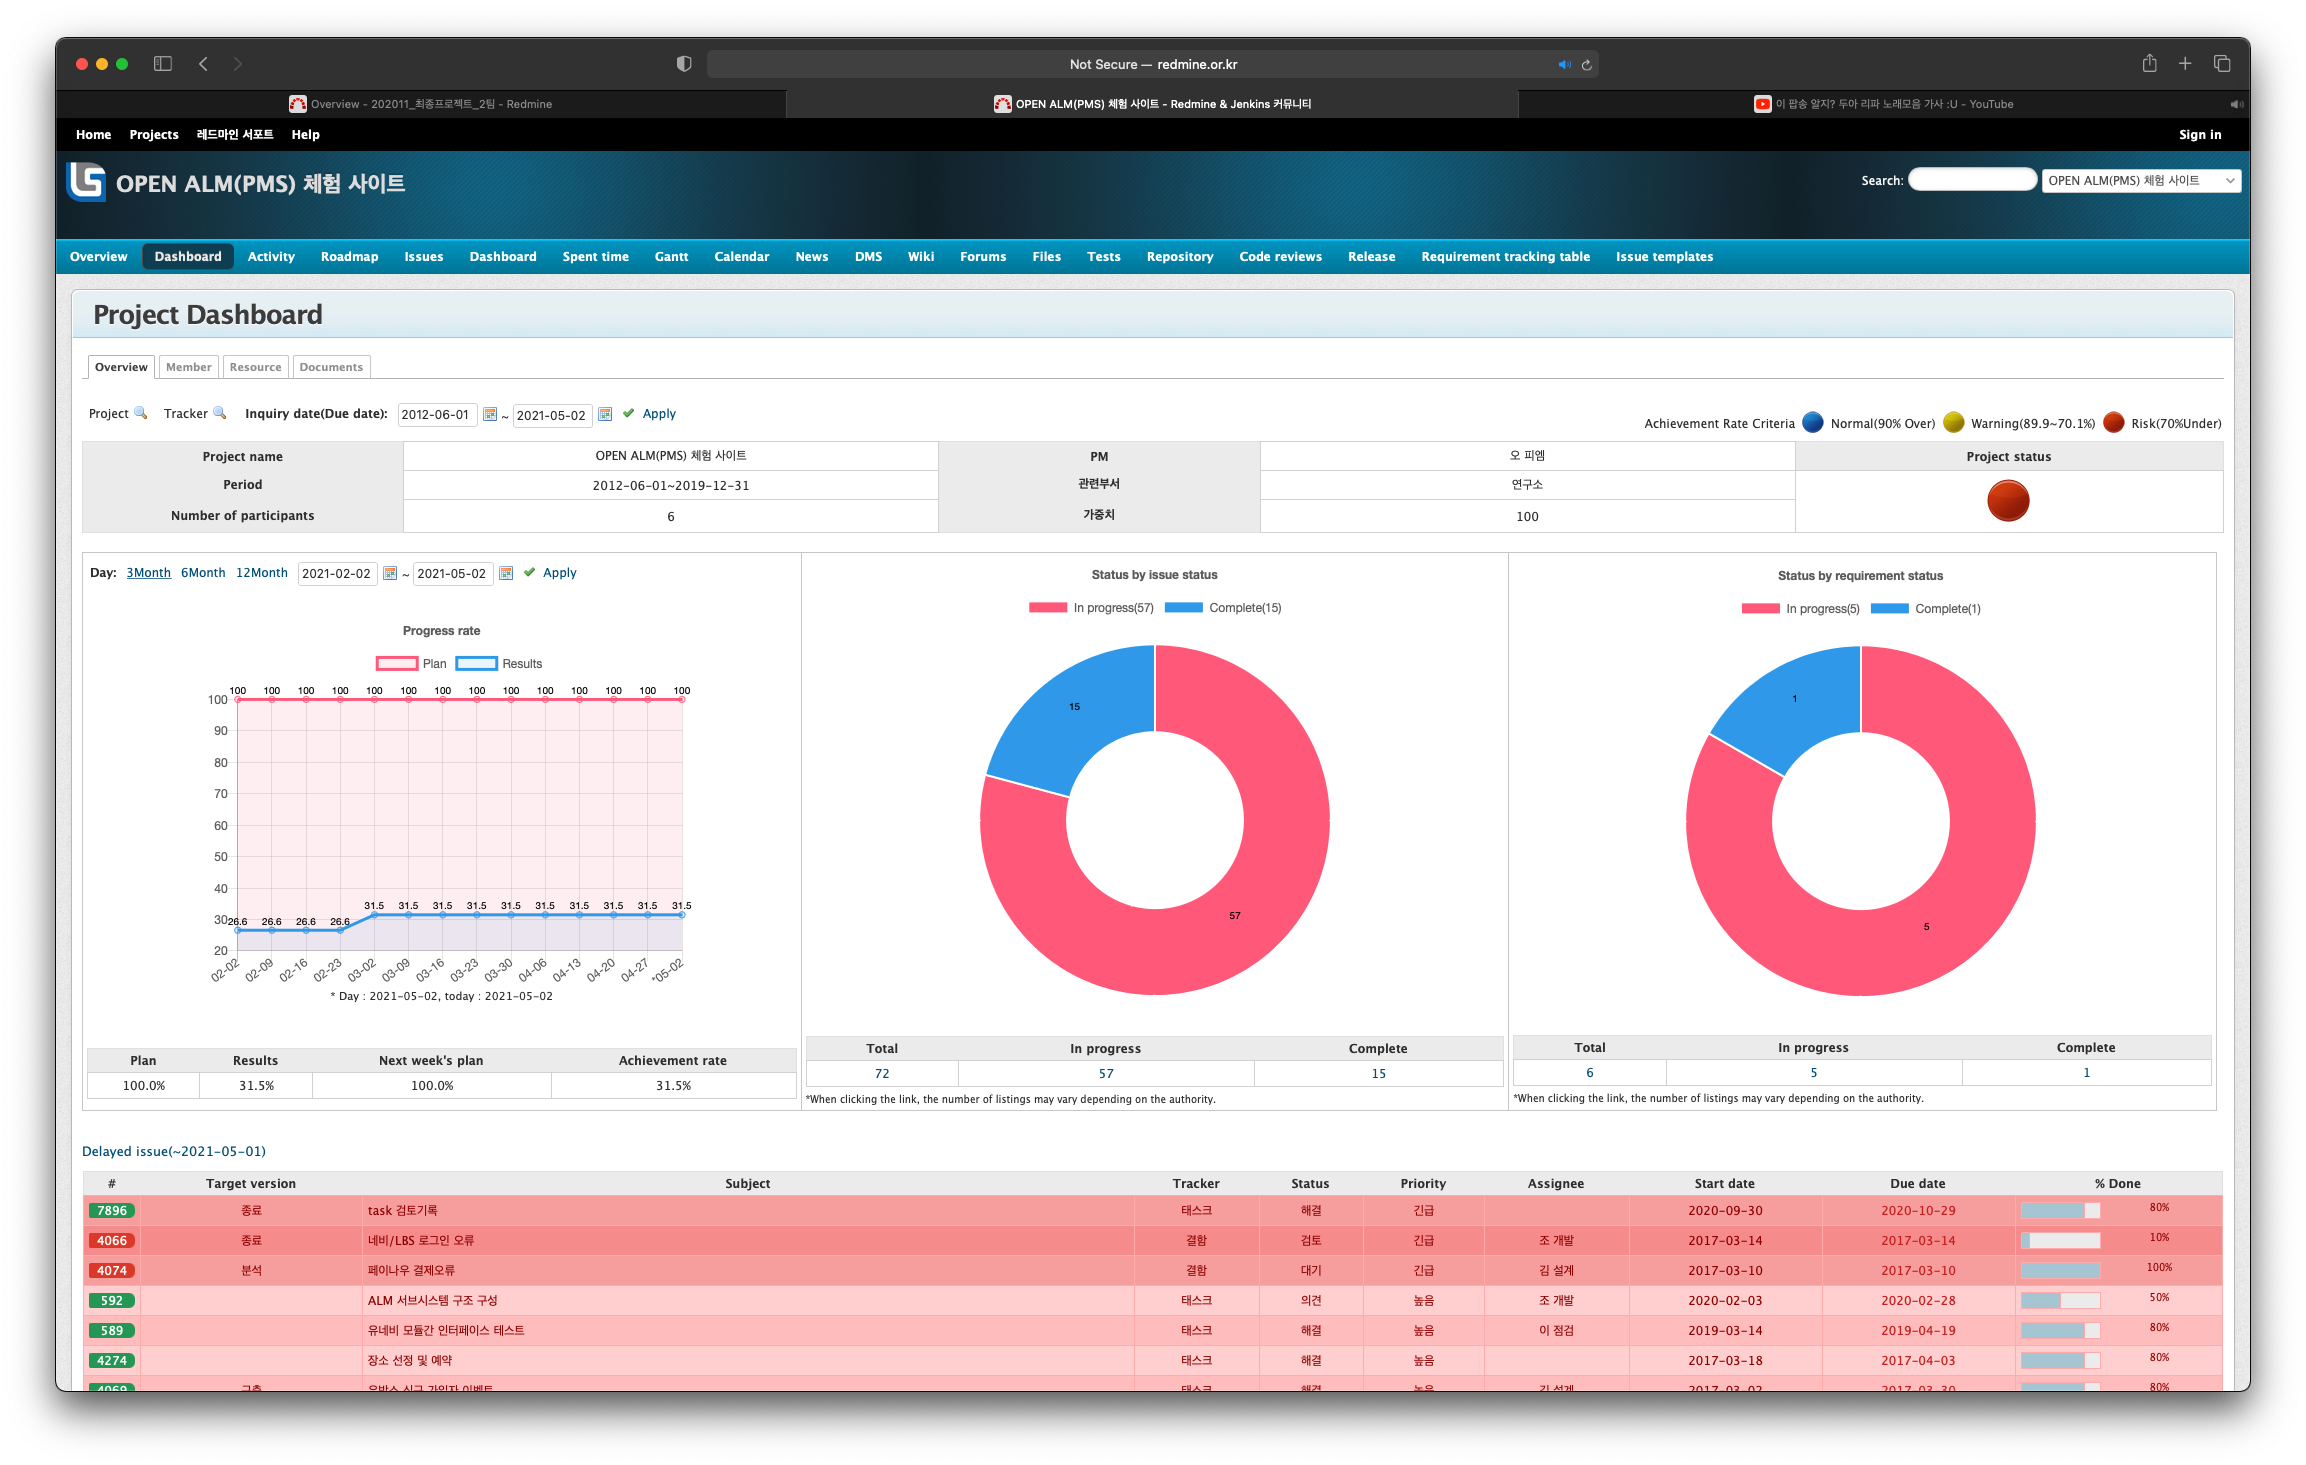 Not Secure — redmine.or.kr
Overview - 202011_최종프로젝트_2팀 - Redmine
OPEN ALM(PMS) 체험 사이트 - Redmine & Jenkins 커뮤니티
이 팝송 알지? 두아 리파 노래모음 가사 :U - YouTube
Home Projects 레드마인 서포트 Help Sign in
OPEN ALM(PMS) 체험 사이트
Search: OPEN ALM(PMS) 체험 사이트
Overview Dashboard Activity Roadmap Issues Dashboard Spent time Gantt Calendar News DMS Wiki Forums Files Tests Repository Code reviews Release Requirement tracking table Issue templates
Project Dashboard
Overview Member Resource Documents
Project Tracker Inquiry date(Due date): 2012-06-01 ~ 2021-05-02 Apply
Achievement Rate Criteria Normal(90% Over) Warning(89.9~70.1%) Risk(70%Under)
Project name OPEN ALM(PMS) 체험 사이트 PM 오 피엠 Project status
Period 2012-06-01~2019-12-31 관련부서 연구소
Number of participants 6 가중치 100
Day: 3Month 6Month 12Month 2021-02-02 ~ 2021-05-02 Apply
Progress rate
Plan Results
100 100 100 100 100 100 100 100 100 100 100 100 100 100
100
90
80
70
60
50
40
30
20
26.6 26.6 26.6 26.6 31.5 31.5 31.5 31.5 31.5 31.5 31.5 31.5 31.5 31.5
02-02 02-09 02-16 02-23 03-02 03-09 03-16 03-23 03-30 04-06 04-13 04-20 04-27 *05-02
* Day : 2021-05-02, today : 2021-05-02
Plan Results Next week's plan Achievement rate
100.0% 31.5% 100.0% 31.5%
Status by issue status
In progress(57) Complete(15)
15
57
Total In progress Complete
72 57 15
*When clicking the link, the number of listings may vary depending on the authority.
Status by requirement status
In progress(5) Complete(1)
1
5
Total In progress Complete
6 5 1
*When clicking the link, the number of listings may vary depending on the authority.
Delayed issue(~2021-05-01)
# Target version Subject Tracker Status Priority Assignee Start date Due date % Done
7896 종료 task 검토기록 태스크 해결 긴급 2020-09-30 2020-10-29 80%
4066 종료 네비/LBS 로그인 오류 결함 검토 긴급 조 개발 2017-03-14 2017-03-14 10%
4074 분석 페이나우 결제오류 결함 대기 긴급 김 설계 2017-03-10 2017-03-10 100%
592 ALM 서브시스템 구조 구성 태스크 의견 높음 조 개발 2020-02-03 2020-02-28 50%
589 유네비 모듈간 인터페이스 테스트 태스크 해결 높음 이 점검 2019-03-14 2019-04-19 80%
4274 장소 선정 및 예약 태스크 해결 높음 2017-03-18 2017-04-03 80%
4069 구축 태스크 해결 높음 김 설계 2017-03-02 2017-03-30 80%